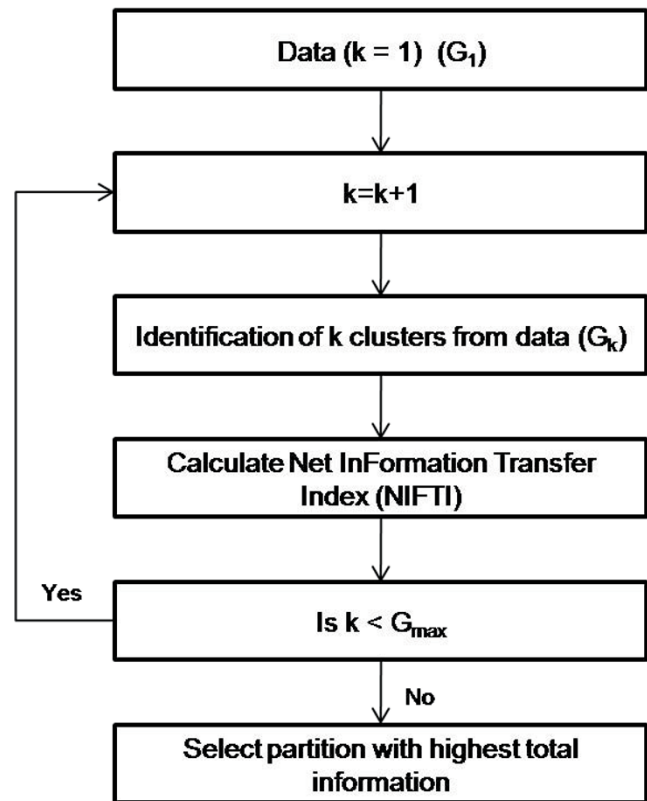 Data (k = 1)  (G₁)
k=k+1
Identification of k clusters from data (Gₖ)
Calculate Net InFormation Transfer
Index (NIFTI)
Yes
Is k < Gₘₐₓ
No
Select partition with highest total
information